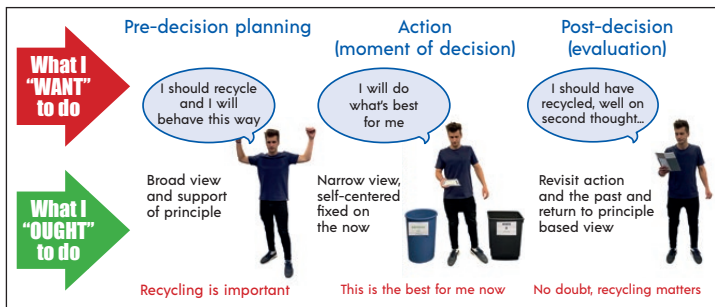 Pre-decision planning
Action
(moment of decision)
Post-decision
(evaluation)
What I
“WANT”
to do
I should recycle
and I will
behave this way
I will do
what's best
for me
I should have
recycled, well on
second thought...
What I
“OUGHT”
to do
Broad view
and support
of principle
Narrow view,
self-centered
fixed on
the now
Revisit action
and the past and
return to principle
based view
Recycling is important
This is the best for me now
No doubt, recycling matters